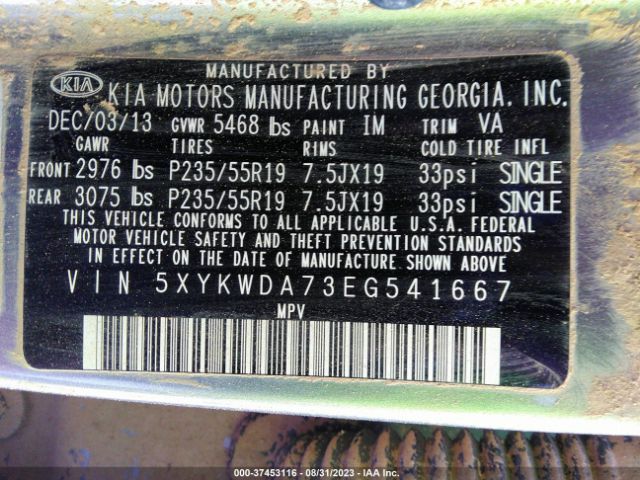 MANUFACTURED BY
KIA KIA MOTORS MANUFACTURING GEORGIA. INC.
DEC/03/13 GVWR 5468 lbs PAINT IM TRIM VA
GAWR TIRES RIMS COLD TIRE INFL
FRONT 2976 lbs P235/55R19 7.5JX19 33psi SINGLE
REAR 3075 lbs P235/55R19 7.5JX19 33psi SINGLE
THIS VEHICLE CONFORMS TO ALL APPLICABLE U.S.A. FEDERAL
MOTOR VEHICLE SAFETY AND THEFT PREVENTION STANDARDS
IN EFFECT ON THE DATE OF MANUFACTURE SHOWN ABOVE
VIN 5XYKWDA73EG541667
MPV
000-37453116 - 08/31/2023 - IAA Inc.